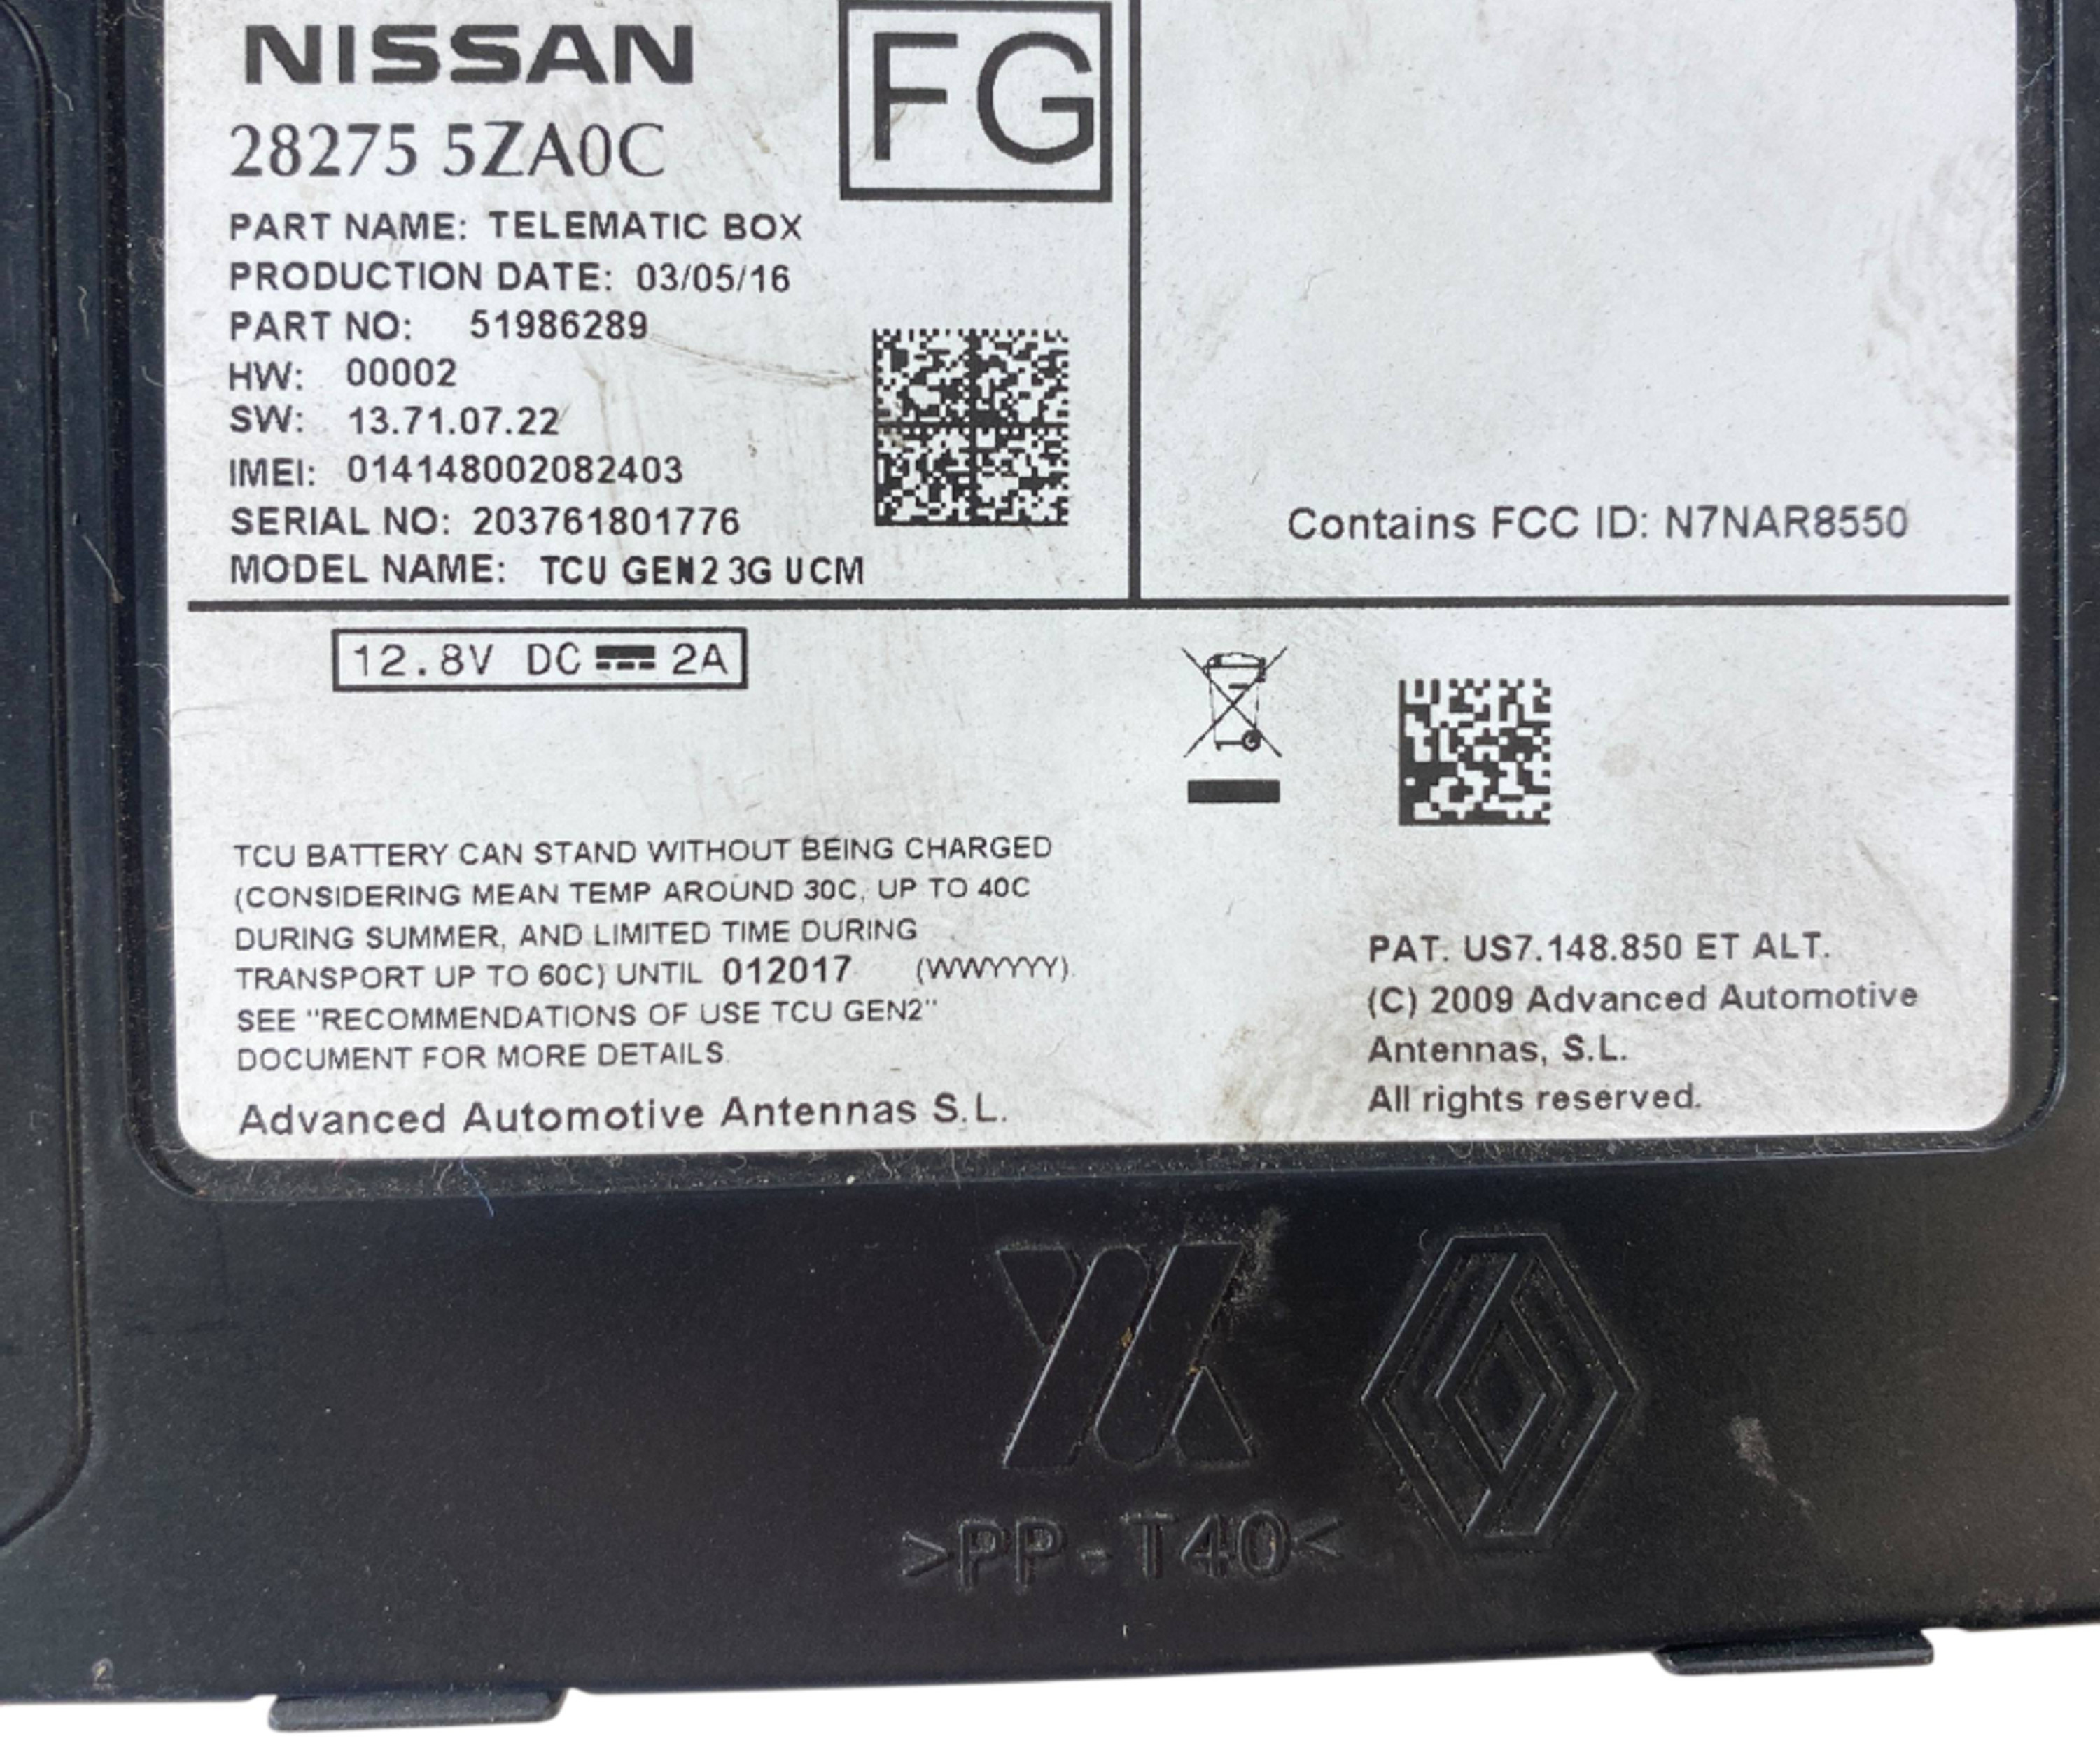 NISSAN
28275 5ZA0C
FG
PART NAME: TELEMATIC BOX
PRODUCTION DATE: 03/05/16
PART NO: 51986289
HW: 00002
SW: 13.71.07.22
IMEI: 014148002082403
SERIAL NO: 203761801776
MODEL NAME: TCU GEN2 3G UCM
Contains FCC ID: N7NAR8550
12.8V DC 2A
TCU BATTERY CAN STAND WITHOUT BEING CHARGED
(CONSIDERING MEAN TEMP AROUND 30C, UP TO 40C
DURING SUMMER, AND LIMITED TIME DURING
TRANSPORT UP TO 60C) UNTIL 012017 (WWYYYY).
SEE "RECOMMENDATIONS OF USE TCU GEN2"
DOCUMENT FOR MORE DETAILS.
Advanced Automotive Antennas S.L.
PAT. US7.148.850 ET ALT.
(C) 2009 Advanced Automotive
Antennas, S.L.
All rights reserved.
>PP-T40<